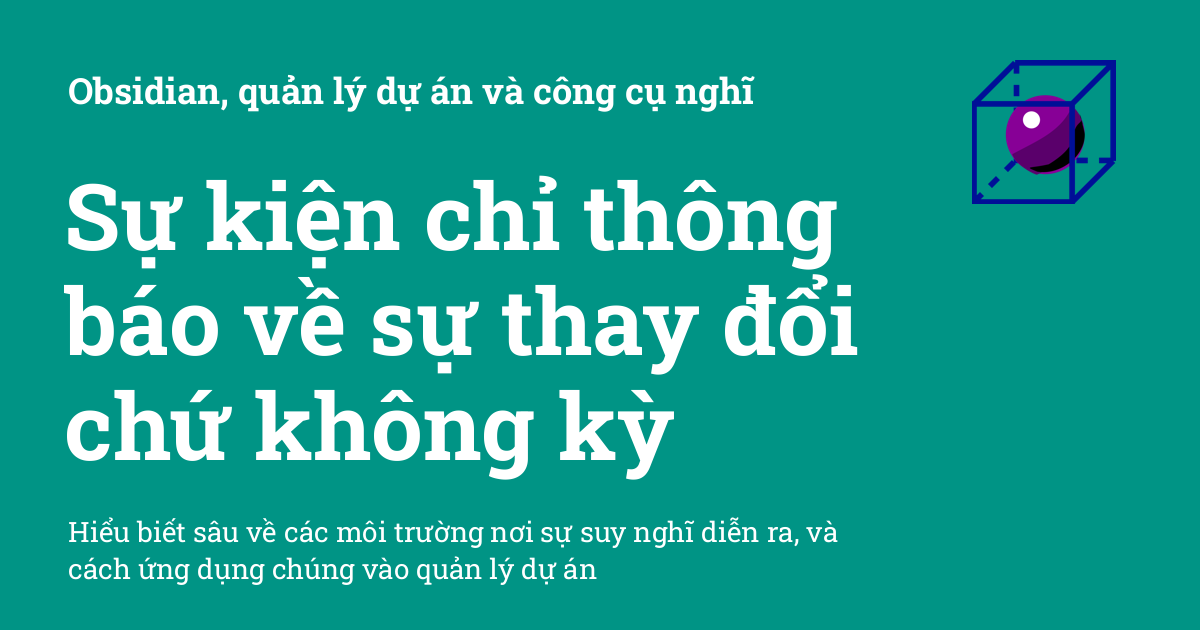 Obsidian, quản lý dự án và công cụ nghĩ
Sự kiện chỉ thông
báo về sự thay đổi
chứ không kỳ
Hiểu biết sâu về các môi trường nơi sự suy nghĩ diễn ra, và
cách ứng dụng chúng vào quản lý dự án